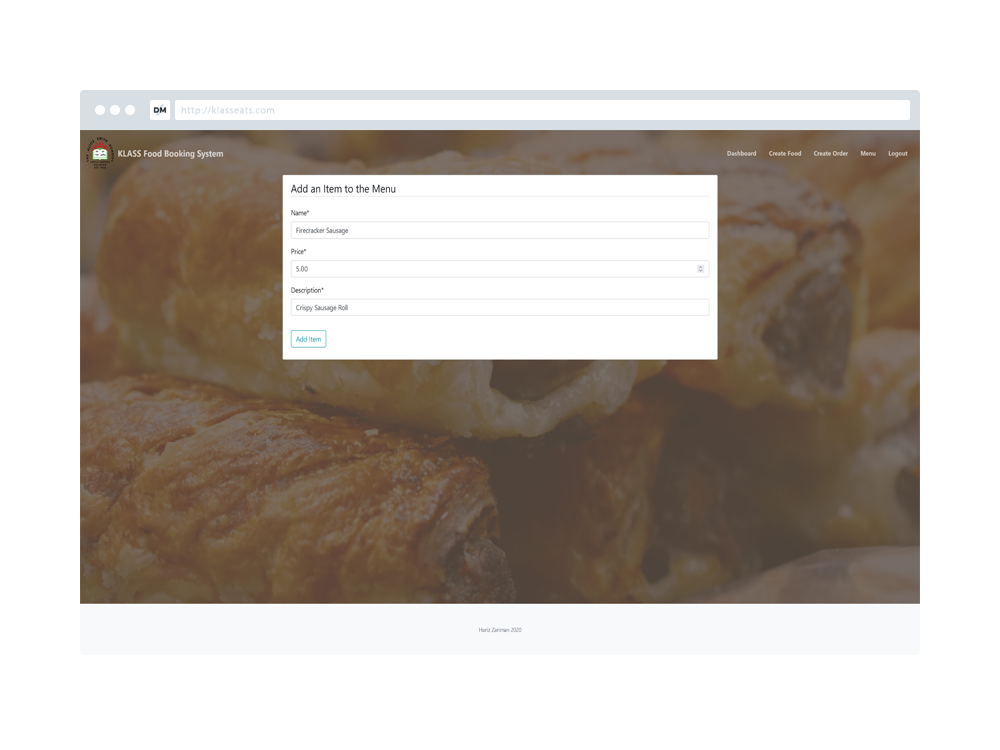 DM
http://klasseats.com
KLASS Food Booking System
Dashboard
Create Food
Create Order
Menu
Logout
Add an Item to the Menu
Name*
Firecracker Sausage
Price*
5.00
Description*
Crispy Sausage Roll
Add Item
Hariz Zanman 2020